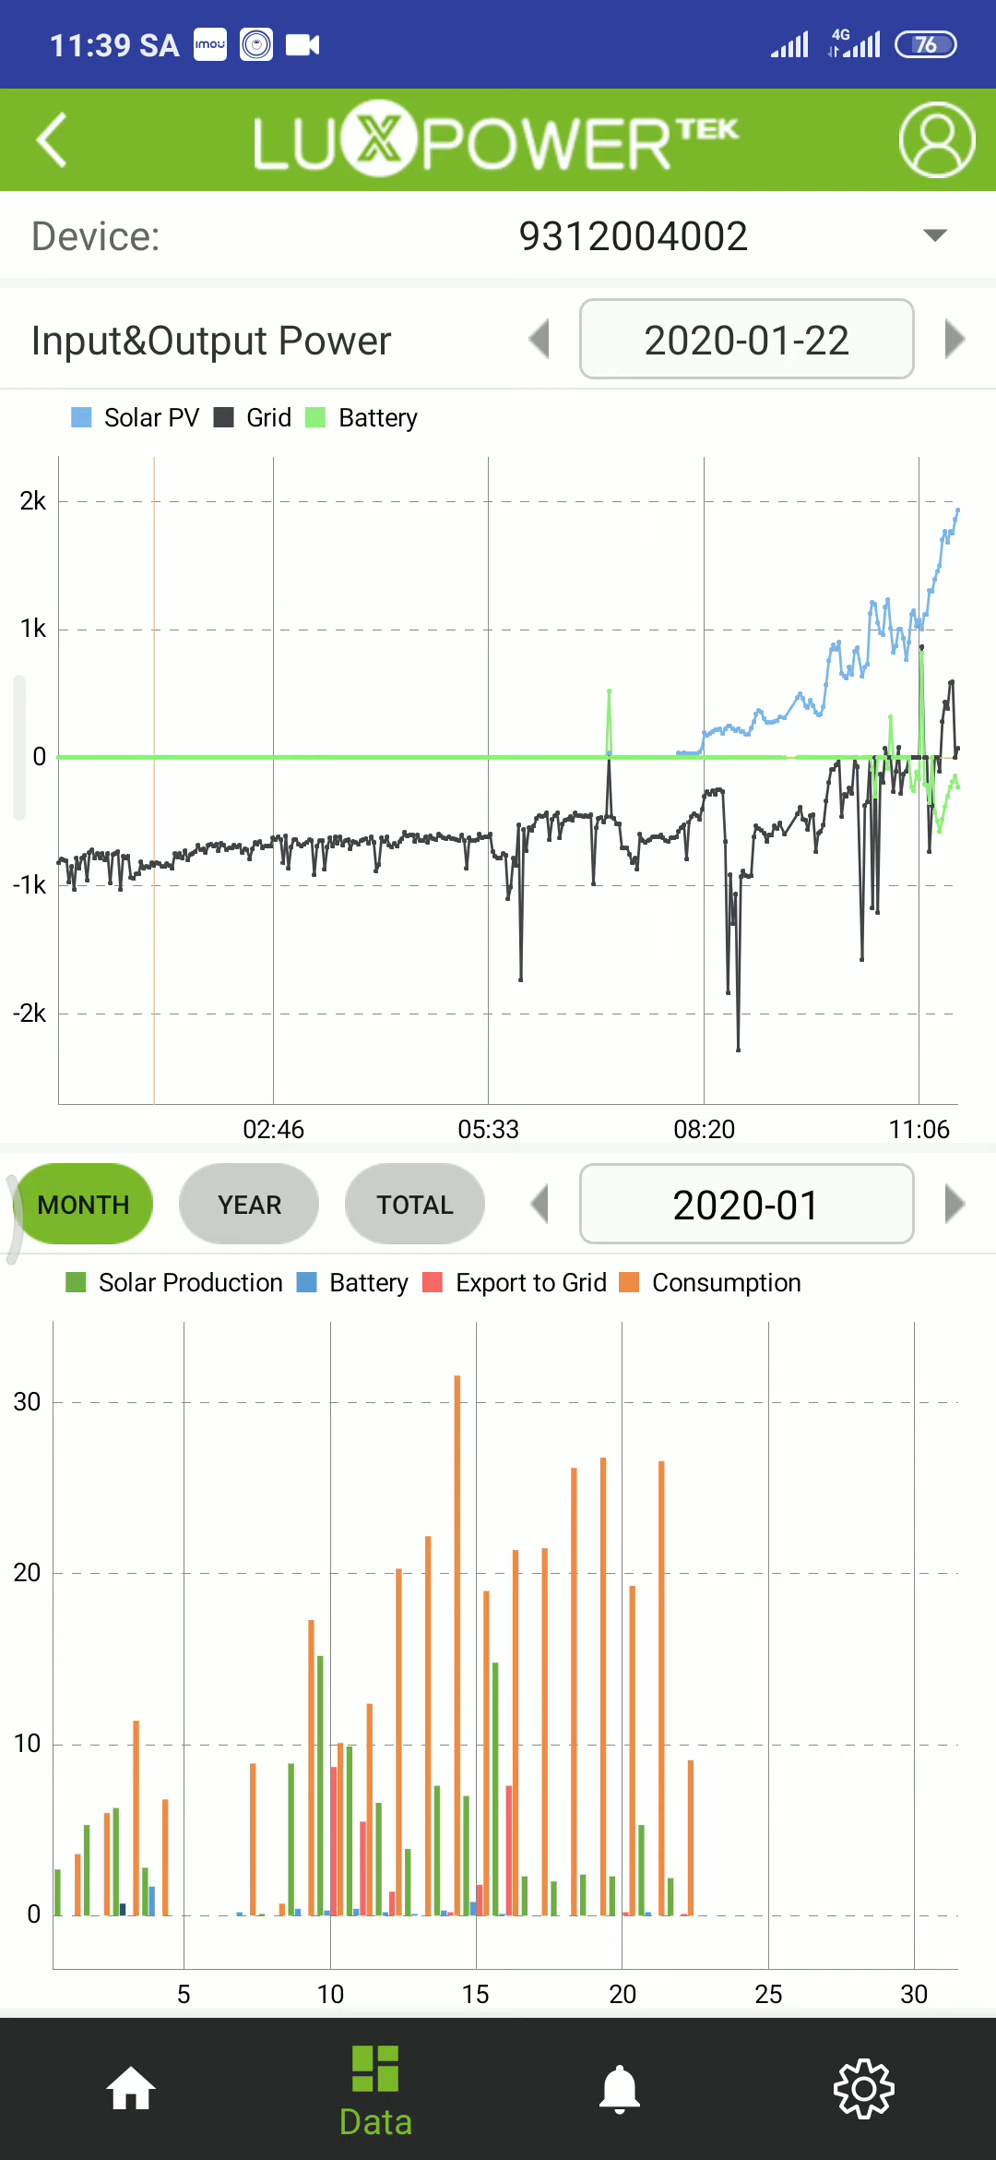 11:39 SA imou 4G 76
LUXPOWERTEK
Device: 9312004002
Input&Output Power 2020-01-22
Solar PV Grid Battery
2k
1k
0
-1k
-2k
02:46 05:33 08:20 11:06
MONTH YEAR TOTAL 2020-01
Solar Production Battery Export to Grid Consumption
30
20
10
0
5 10 15 20 25 30
Data